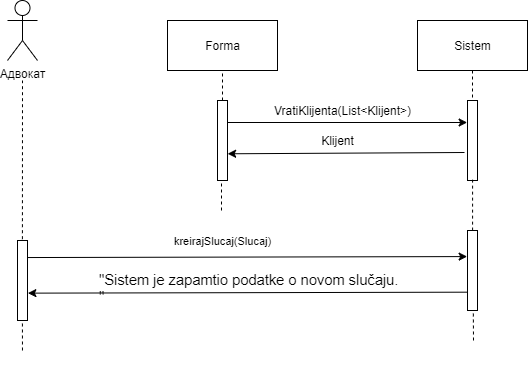 Forma
Sistem
Адвокат
VratiKlijenta(List<Klijent>)
Klijent
kreirajSlucaj(Slucaj)
"Sistem je zapamtio podatke o novom slučaju.
"